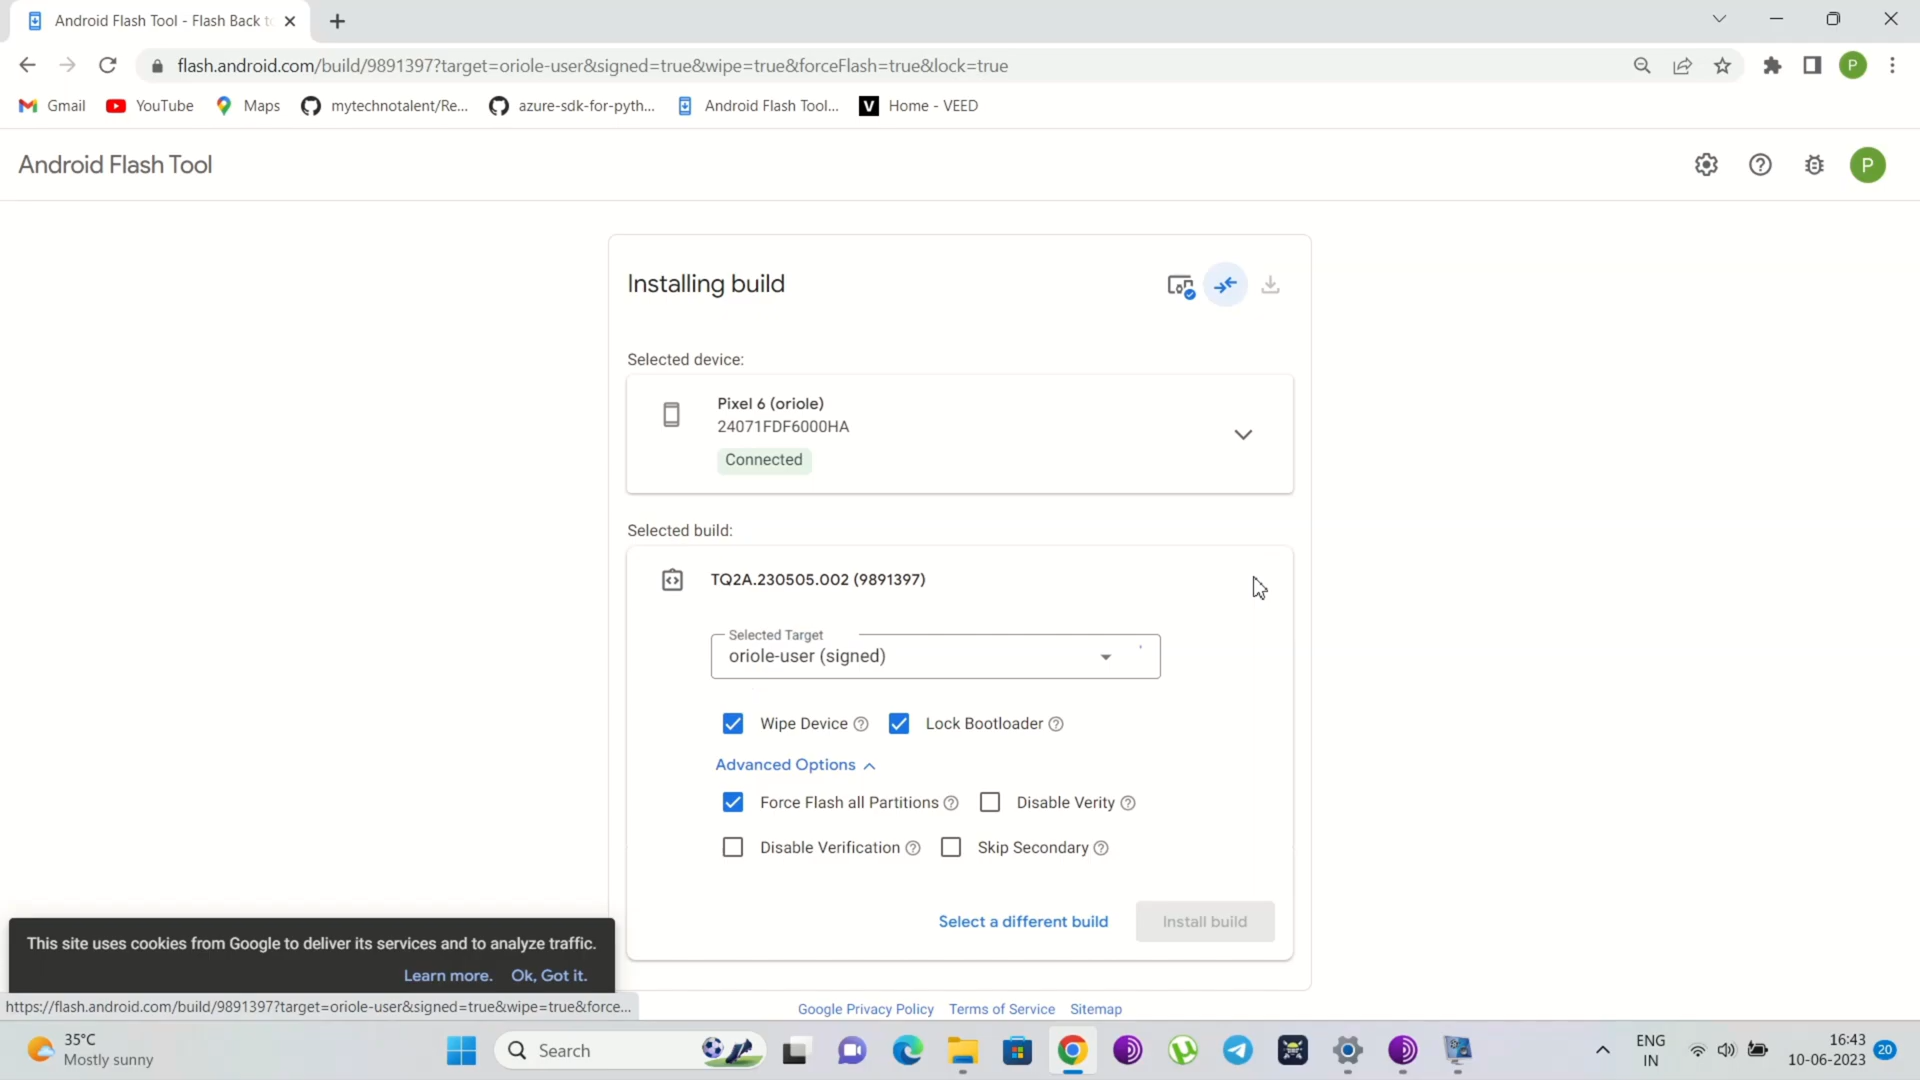 Android Flash Tool - Flash Back to
flash.android.com/build/9891397?target=oriole-user&signed=true&wipe=true&forceFlash=true&lock=true
P
Gmail
YouTube
Maps
mytechnotalent/Re...
azure-sdk-for-pyth...
Android Flash Tool...
V
Home - VEED
Android Flash Tool
P
Installing build
Selected device:
Pixel 6 (oriole)
24071FDF6000HA
Connected
Selected build:
TQ2A.230505.002 (9891397)
Selected Target
oriole-user (signed)
Wipe Device
Lock Bootloader
Advanced Options
Force Flash all Partitions
Disable Verity
Disable Verification
Skip Secondary
Select a different build
Install build
This site uses cookies from Google to deliver its services and to analyze traffic.
Learn more.
Ok, Got it.
https://flash.android.com/build/9891397?target=oriole-user&signed=true&wipe=true&force...
Google Privacy Policy
Terms of Service
Sitemap
35°C
Mostly sunny
Search
ENG
IN
16:43
10-06-2023
20